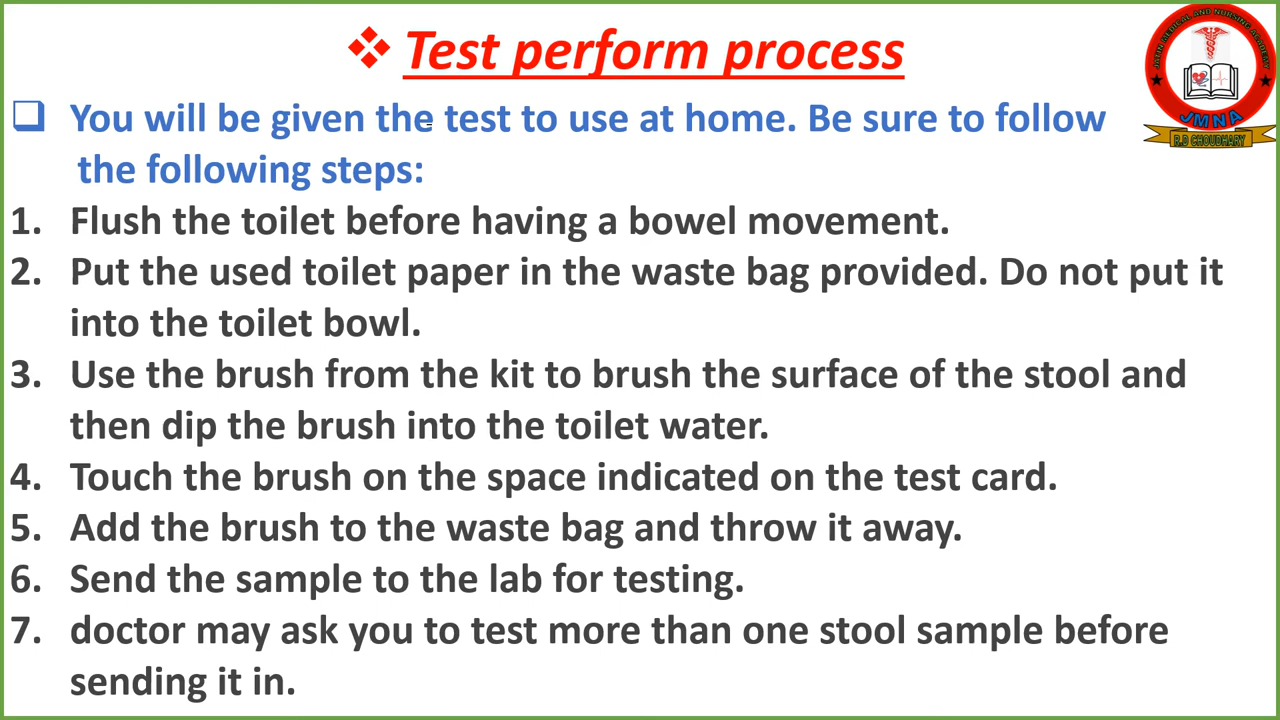 ❖ Test perform process
JATIN MEDICAL AND NURSING ACADEMY
JMNA
R.D CHOUDHARY
❑ You will be given the test to use at home. Be sure to follow
the following steps:
1. Flush the toilet before having a bowel movement.
2. Put the used toilet paper in the waste bag provided. Do not put it
into the toilet bowl.
3. Use the brush from the kit to brush the surface of the stool and
then dip the brush into the toilet water.
4. Touch the brush on the space indicated on the test card.
5. Add the brush to the waste bag and throw it away.
6. Send the sample to the lab for testing.
7. doctor may ask you to test more than one stool sample before
sending it in.